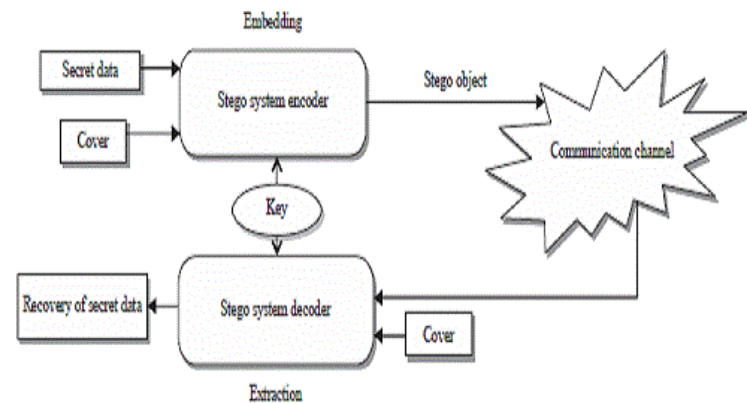 Embedding
Secret data
Stego system encoder
Stego object
Cover
Communication channel
Key
Recovery of secret data
Stego system decoder
Cover
Extraction